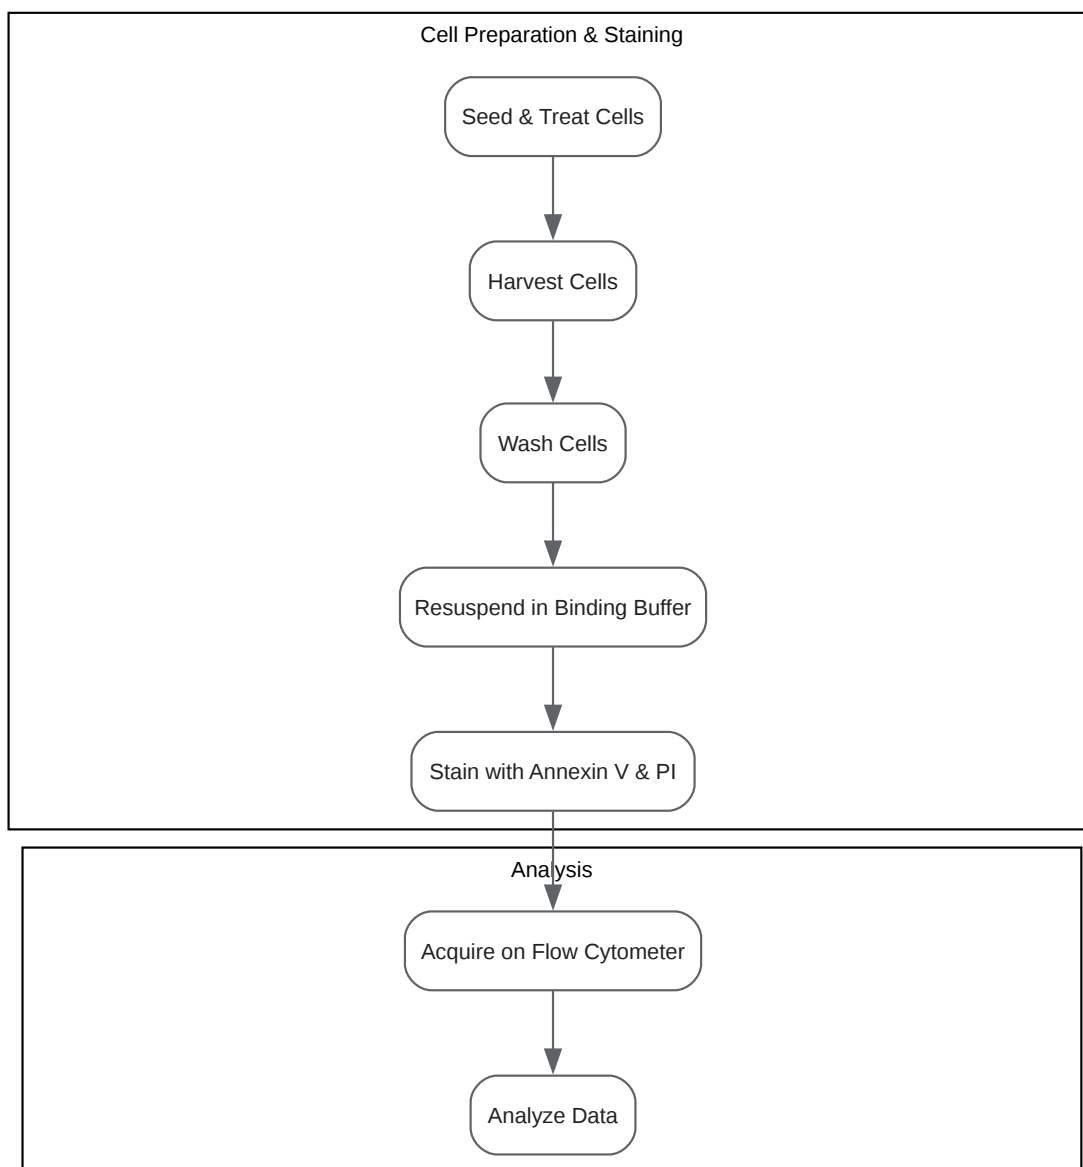 Cell Preparation & Staining
Seed & Treat Cells
Harvest Cells
Wash Cells
Resuspend in Binding Buffer
Stain with Annexin V & PI
Analysis
Acquire on Flow Cytometer
Analyze Data